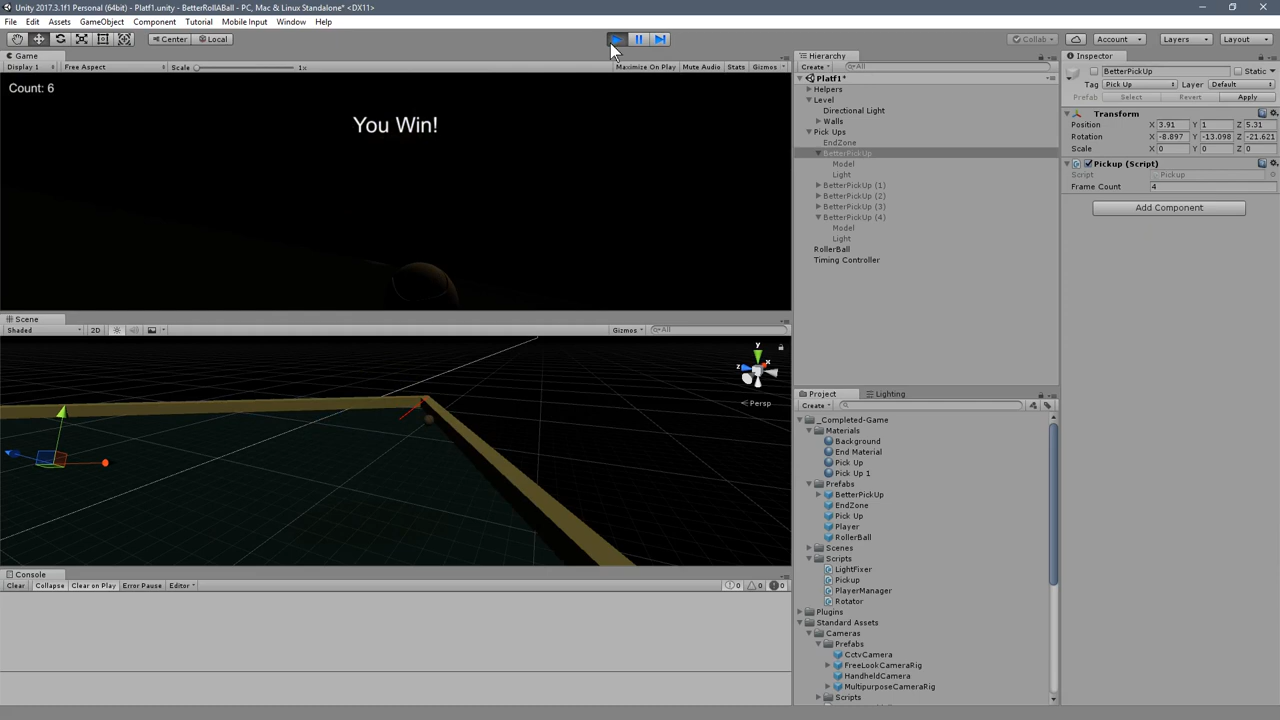 Unity 2017.3.1f1 Personal (64bit) - Platf1.unity - BetterRollABall - PC, Mac & Linux Standalone* <DX11>
File Edit Assets GameObject Component Tutorial Mobile Input Window Help
Center Local Collab Account Layers Layout
Game
Display 1 Free Aspect Scale 1x Maximize On Play Mute Audio Stats Gizmos
Count: 6
You Win!
Scene
Shaded 2D Gizmos All
y
x
z
Persp
Console
Clear Collapse Clear on Play Error Pause Editor 0 0 0
Hierarchy
Create All
Platf1*
Helpers
Level
Directional Light
Walls
Pick Ups
EndZone
BetterPickUp
Model
Light
BetterPickUp (1)
BetterPickUp (2)
BetterPickUp (3)
BetterPickUp (4)
Model
Light
RollerBall
Timing Controller
Project Lighting
Create
_Completed-Game
Materials
Background
End Material
Pick Up
Pick Up 1
Prefabs
BetterPickUp
EndZone
Pick Up
Player
RollerBall
Scenes
Scripts
LightFixer
Pickup
PlayerManager
Rotator
Plugins
Standard Assets
Cameras
Prefabs
CctvCamera
FreeLookCameraRig
HandheldCamera
MultipurposeCameraRig
Scripts
Inspector
BetterPickUp Static
Tag Pick Up Layer Default
Prefab Select Revert Apply
Transform
Position X 3.91 Y 1 Z 5.31
Rotation X -8.897 Y -13.098 Z -21.621
Scale X 0 Y 0 Z 0
Pickup (Script)
Script Pickup
Frame Count 4
Add Component